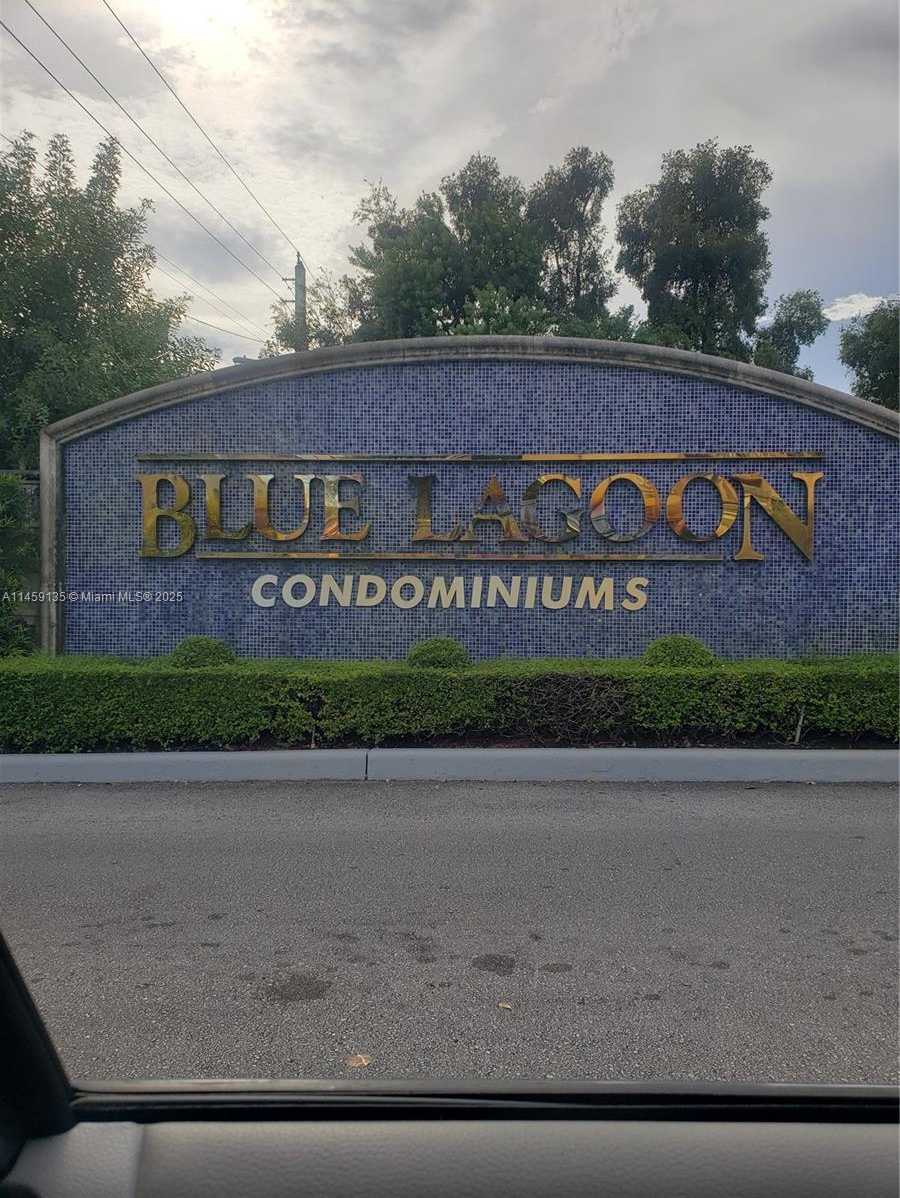 BLUE LAGOON
CONDOMINIUMS
A11459135 © Miami MLS® 2025